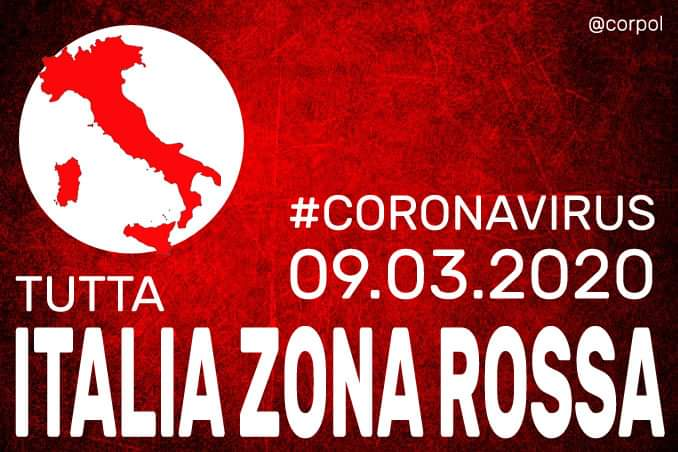 @corpol
#CORONAVIRUS
09.03.2020
TUTTA
ITALIA ZONA ROSSA